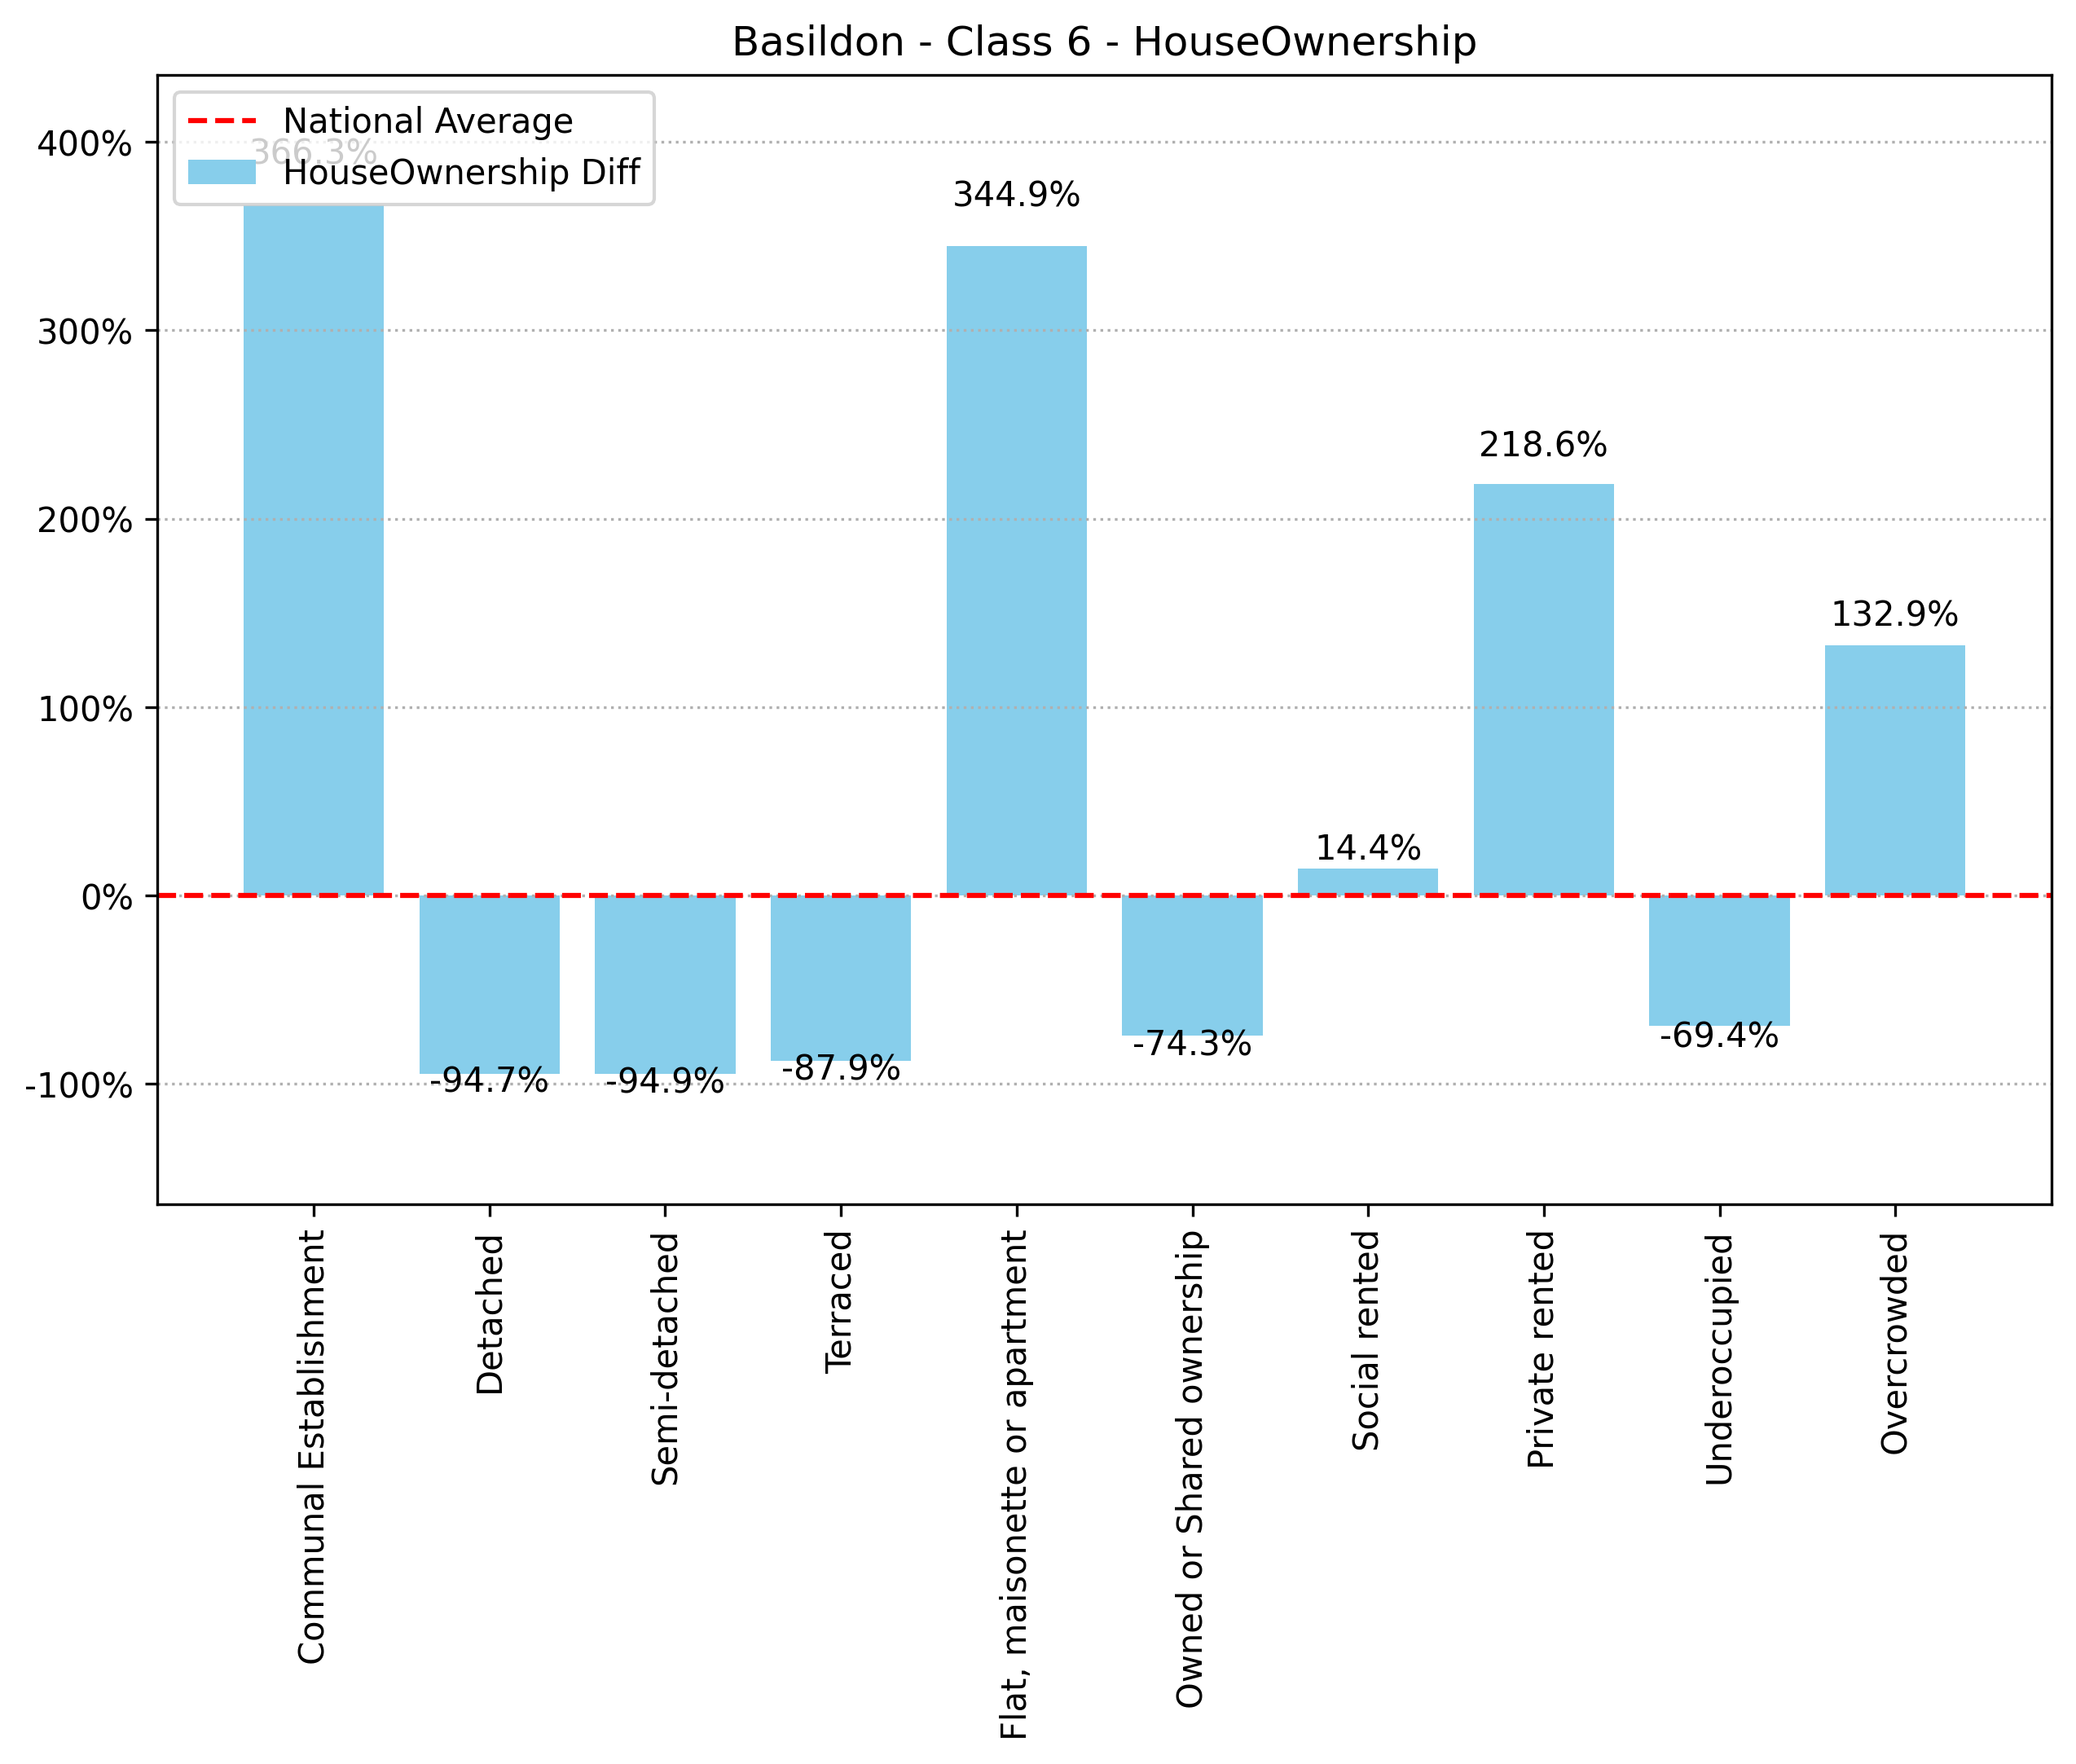 Basildon - Class 6 - HouseOwnership
National Average
HouseOwnership Diff
400%
300%
200%
100%
0%
-100%
366.3%
-94.7%
-94.9%
-87.9%
344.9%
-74.3%
14.4%
218.6%
-69.4%
132.9%
Communal Establishment
Detached
Semi-detached
Terraced
Flat, maisonette or apartment
Owned or Shared ownership
Social rented
Private rented
Underoccupied
Overcrowded